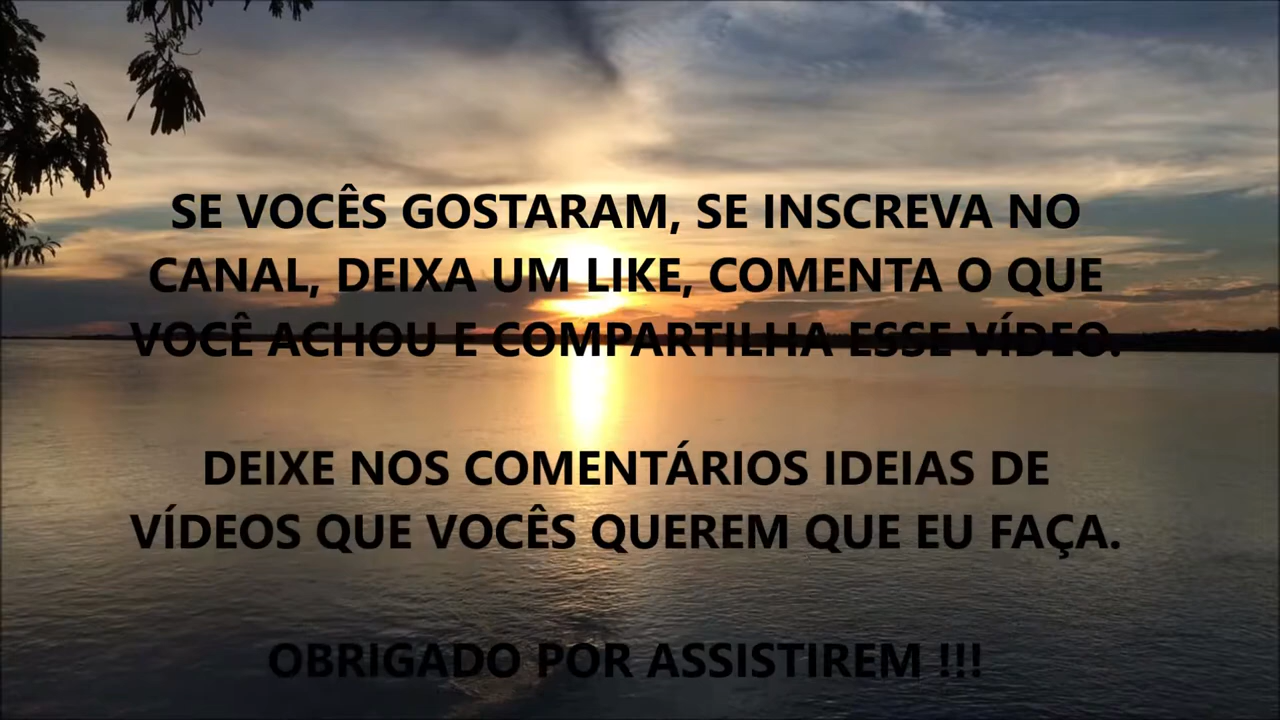 SE VOCÊS GOSTARAM, SE INSCREVA NO
CANAL, DEIXA UM LIKE, COMENTA O QUE
VOCÊ ACHOU E COMPARTILHA ESSE VÍDEO.
DEIXE NOS COMENTÁRIOS IDEIAS DE
VÍDEOS QUE VOCÊS QUEREM QUE EU FAÇA.
OBRIGADO POR ASSISTIREM !!!